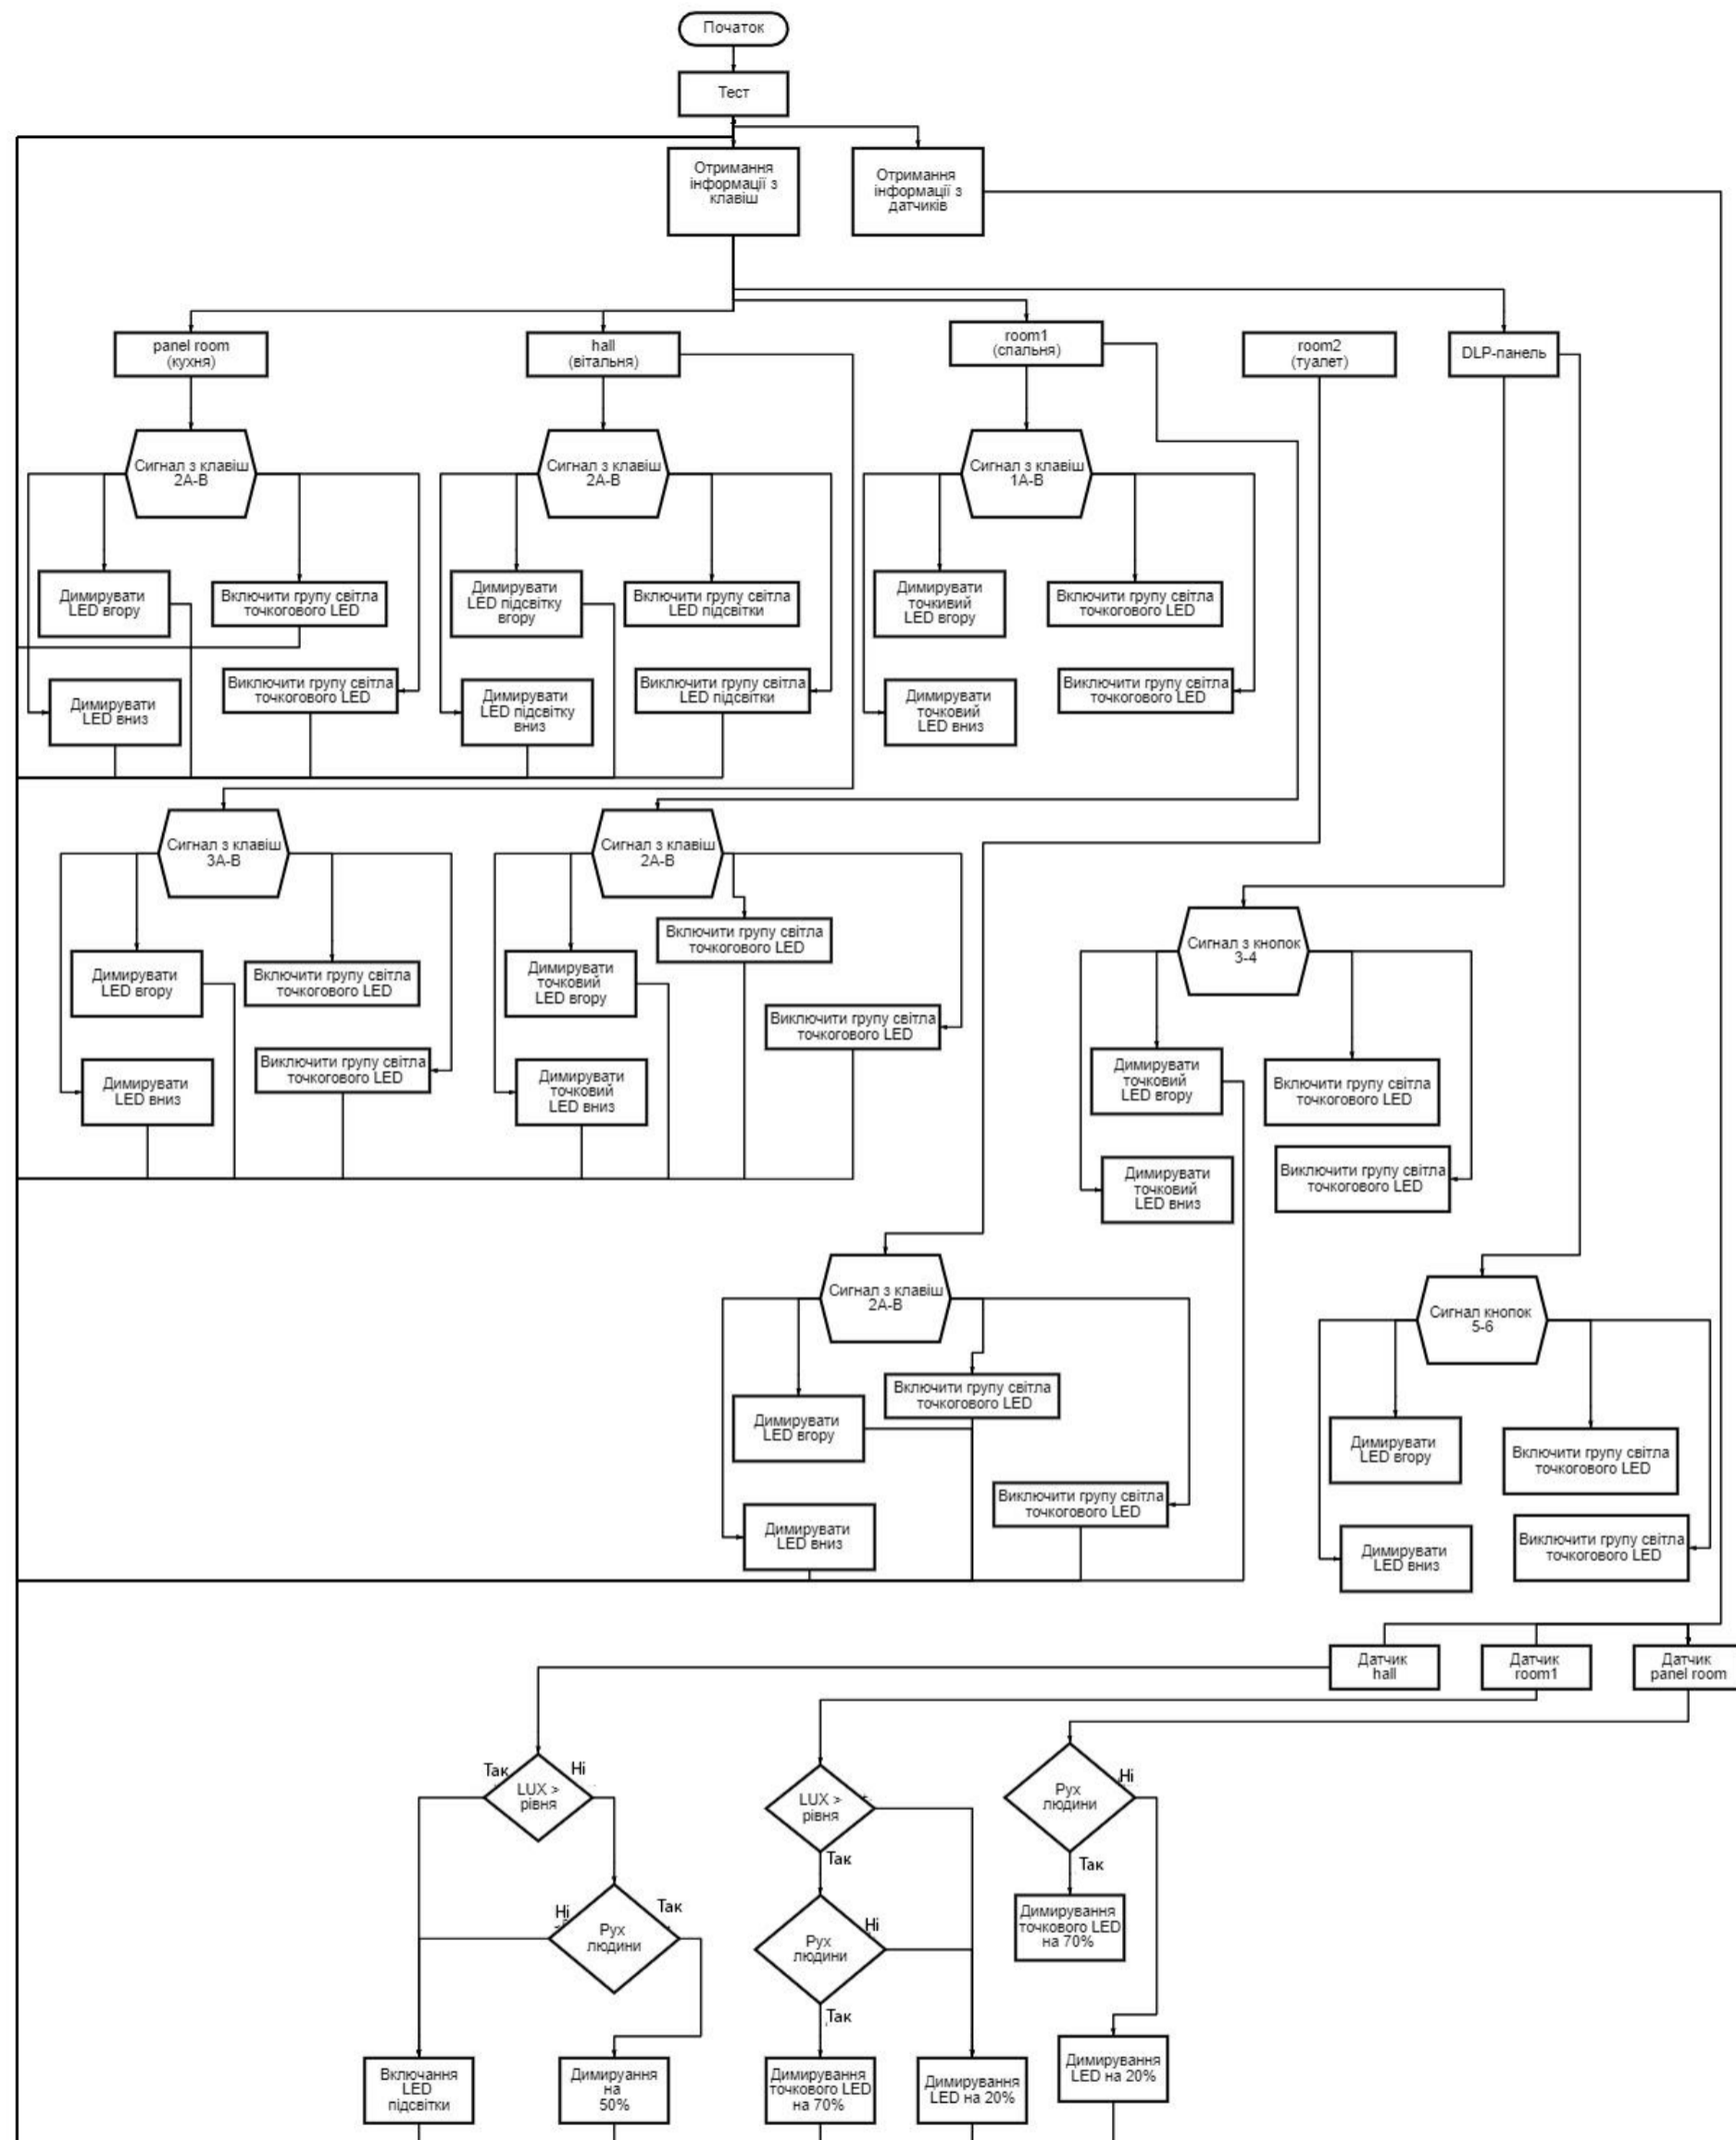 Початок
Тест
Отримання
інформації з
клавіш
Отримання
інформації з
датчиків
panel room
(кухня)
hall
(вітальня)
room1
(спальня)
room2
(туалет)
DLP-панель
Сигнал з клавіш
2А-В
Сигнал з клавіш
2А-В
Сигнал з клавіш
1А-В
Димирувати
LED вгору
Включити групу світла
точкогового LED
Димирувати
LED підсвітку
вгору
Включити групу світла
LED підсвітки
Димирувати
точкивий
LED вгору
Включити групу світла
точкогового LED
Димирувати
LED вниз
Виключити групу світла
точкогового LED
Димирувати
LED підсвітку
вниз
Виключити групу світла
LED підсвітки
Димирувати
точковий
LED вниз
Виключити групу світла
точкогового LED
Сигнал з клавіш
3А-В
Сигнал з клавіш
2А-В
Димирувати
LED вгору
Включити групу світла
точкогового LED
Димирувати
точковий
LED вгору
Включити групу світла
точкогового LED
Сигнал з кнопок
3-4
Димирувати
LED вниз
Виключити групу світла
точкогового LED
Димирувати
точковий
LED вниз
Виключити групу світла
точкогового LED
Димирувати
точковий
LED вгору
Включити групу світла
точкогового LED
Димирувати
точковий
LED вниз
Виключити групу світла
точкогового LED
Сигнал з клавіш
2А-В
Сигнал кнопок
5-6
Димирувати
LED вгору
Включити групу світла
точкогового LED
Димирувати
LED вгору
Включити групу світла
точкогового LED
Димирувати
LED вниз
Виключити групу світла
точкогового LED
Димирувати
LED вниз
Виключити групу світла
точкогового LED
Датчик
hall
Датчик
room1
Датчик
panel room
Так
Ні
LUX >
рівня
LUX >
рівня
Рух
людини
Ні
Так
Так
Ні
Рух
людини
Так
Рух
людини
Ні
Димирування
точкового LED
на 70%
Так
Включання
LED
підсвітки
Димируання
на
50%
Димирування
точкового LED
на 70%
Димирування
LED на 20%
Димирування
LED на 20%